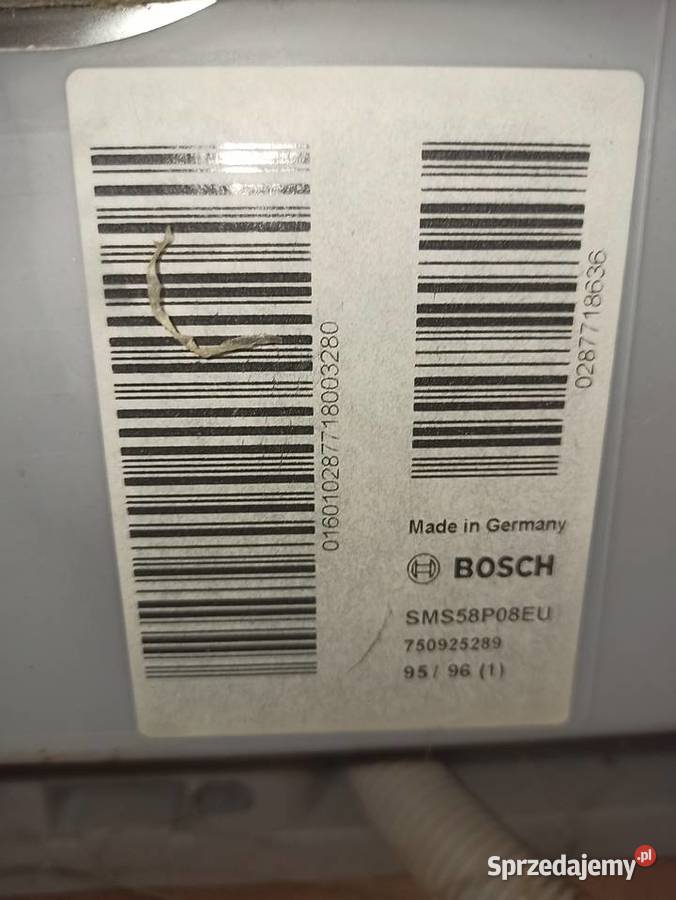 016010287718003280
0287718636
Made in Germany
BOSCH
SMS58P08EU
750925289
95/ 96 (1)
Sprzedajemy.pl